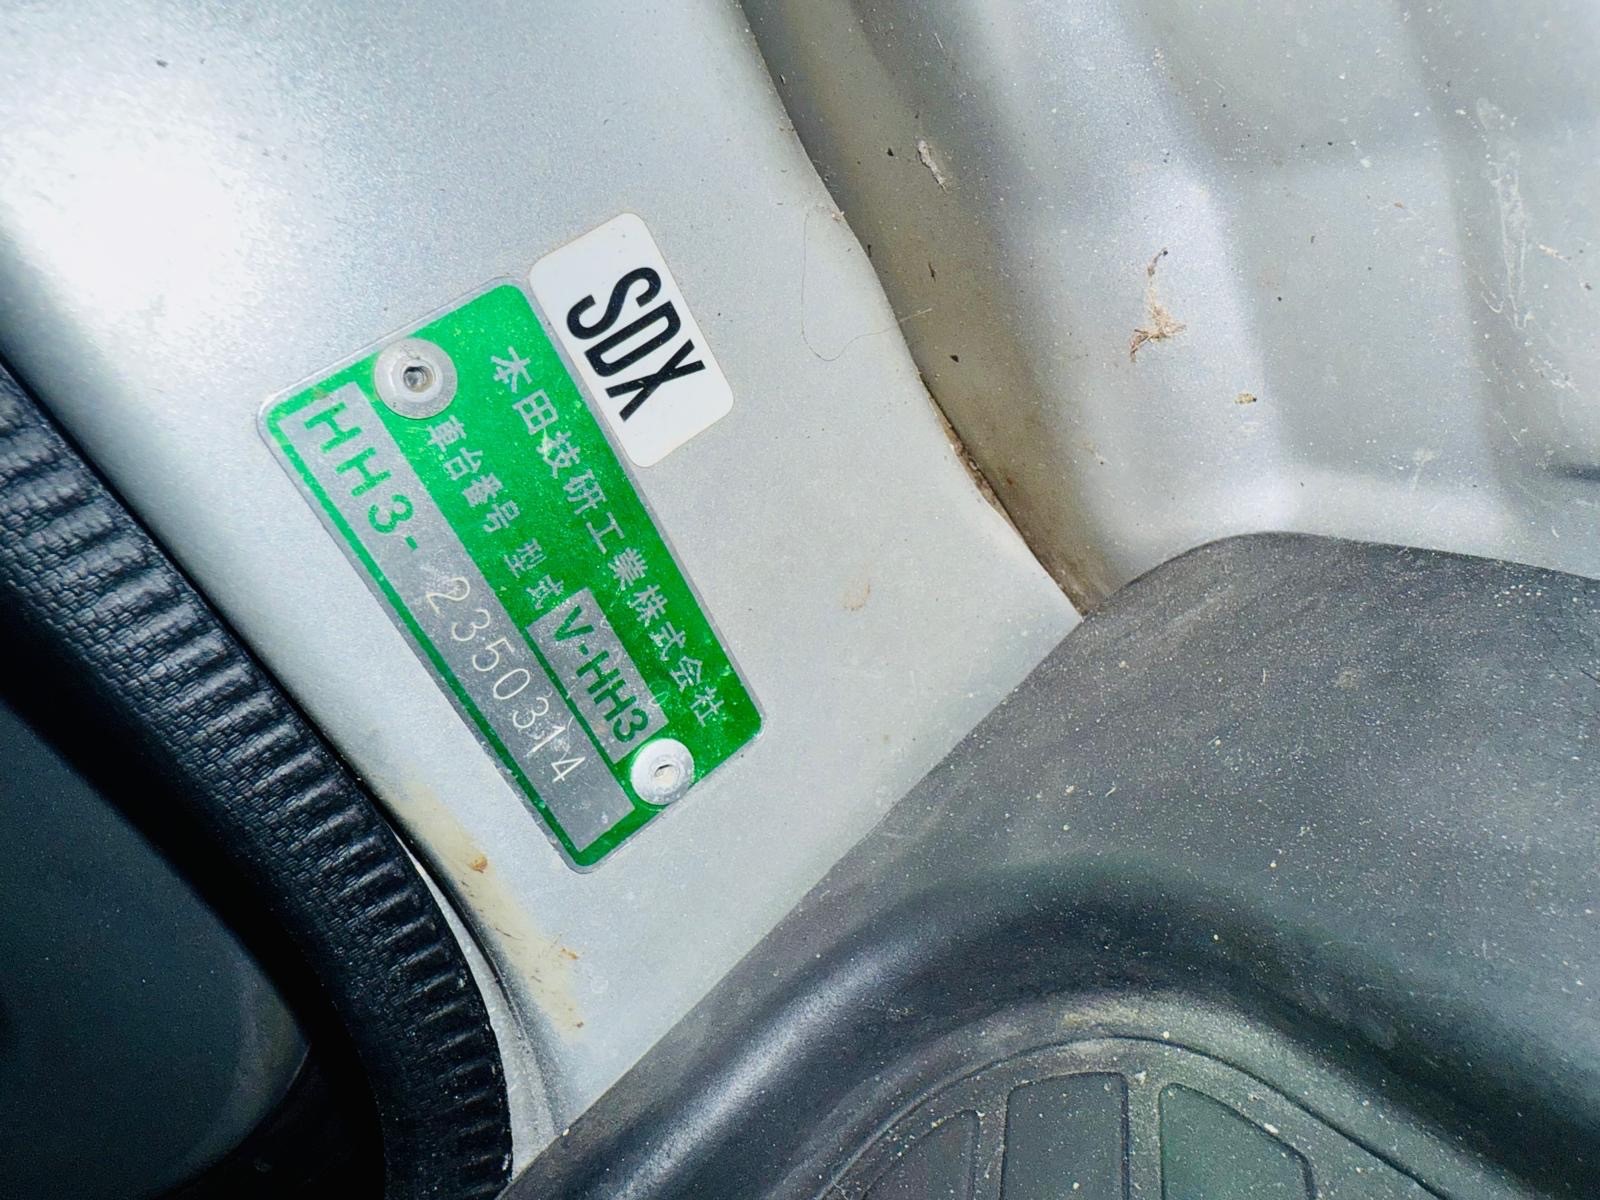 SDX
本田技研工業株式会社
車台番号 型式 V-HH3
HH3-2350314